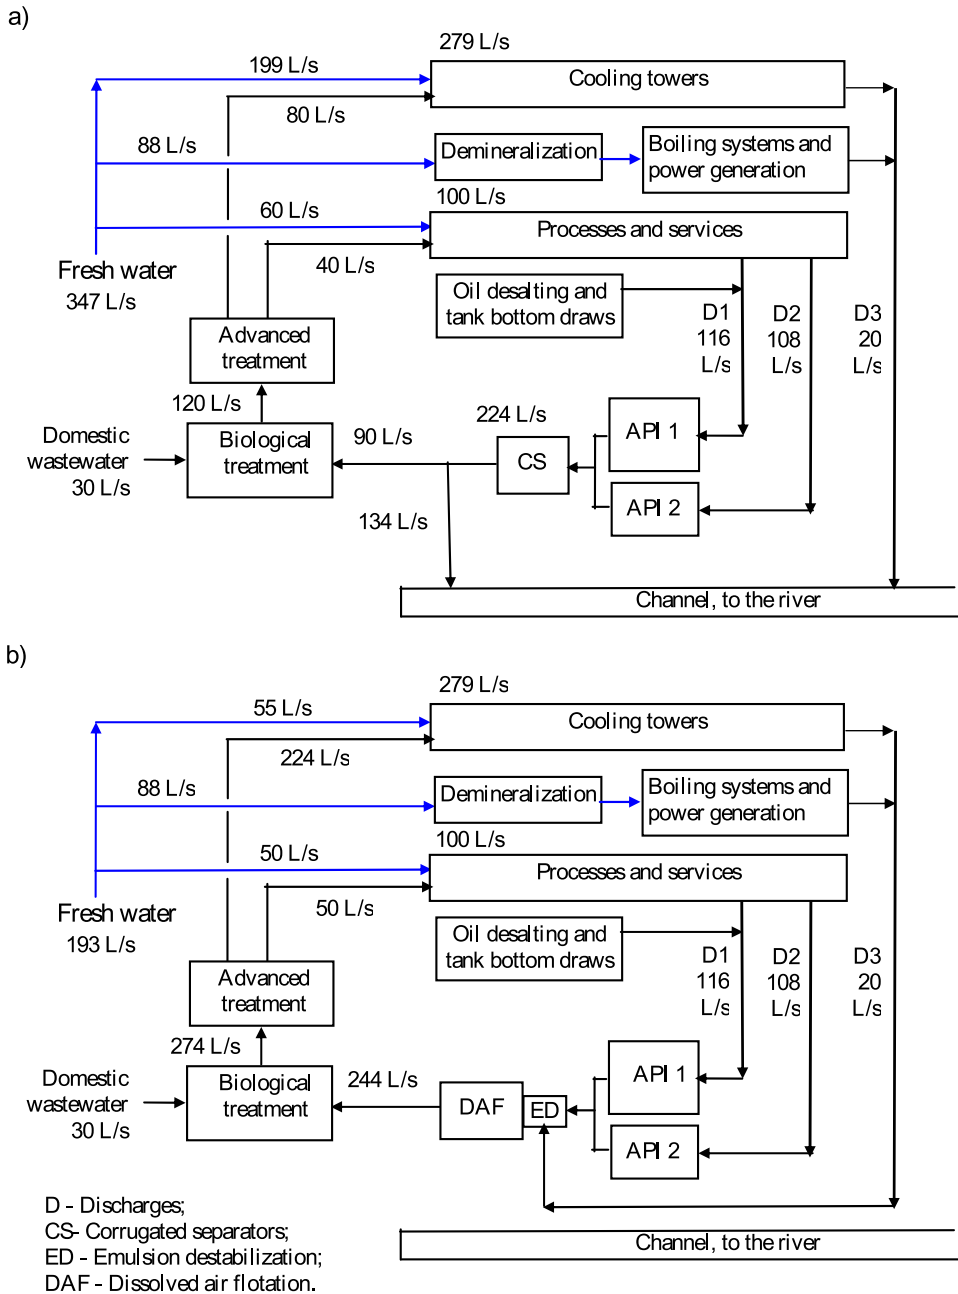 a)
279 L/s
199 L/s
Cooling towers
80 L/s
88 L/s
Demineralization
Boiling systems and
power generation
100 L/s
60 L/s
Processes and services
40 L/s
Fresh water
347 L/s
Oil desalting and
tank bottom draws
D1
116
L/s
D2
108
L/s
D3
20
L/s
Advanced
treatment
120 L/s
224 L/s
Domestic
wastewater
30 L/s
Biological
treatment
90 L/s
CS
API 1
API 2
134 L/s
Channel, to the river
b)
279 L/s
55 L/s
Cooling towers
224 L/s
88 L/s
Demineralization
Boiling systems and
power generation
100 L/s
50 L/s
Processes and services
50 L/s
Fresh water
193 L/s
Oil desalting and
tank bottom draws
D1
116
L/s
D2
108
L/s
D3
20
L/s
Advanced
treatment
274 L/s
Domestic
wastewater
30 L/s
Biological
treatment
244 L/s
DAF
ED
API 1
API 2
D - Discharges;
CS- Corrugated separators;
ED - Emulsion destabilization;
DAF - Dissolved air flotation.
Channel, to the river